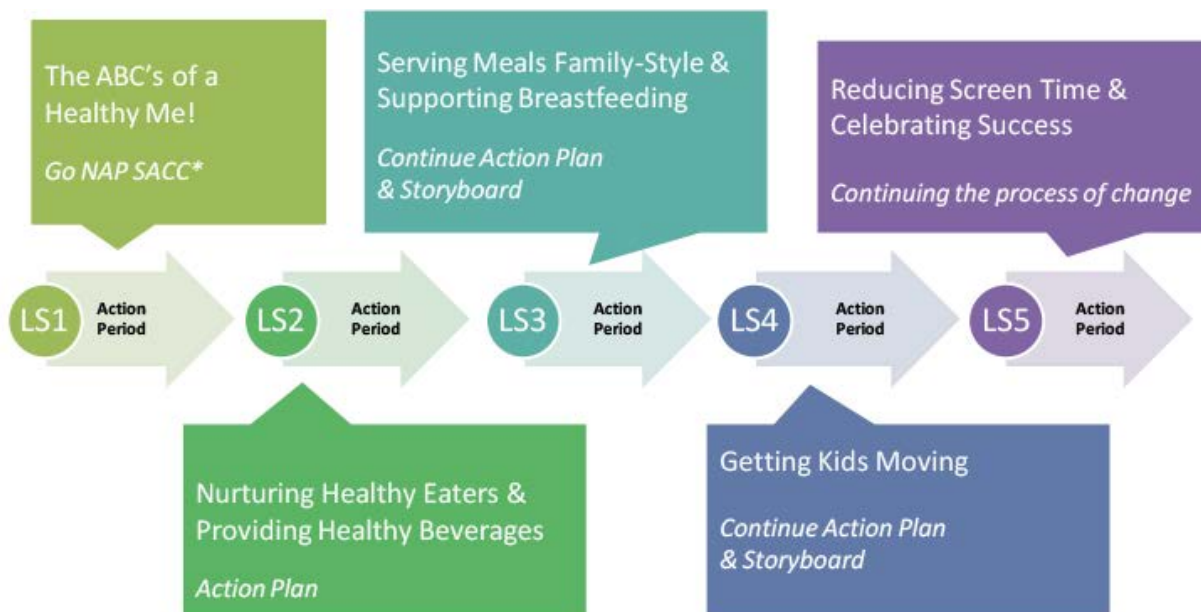 The ABC's of a
Healthy Me!
Go NAP SACC*
Serving Meals Family-Style &
Supporting Breastfeeding
Continue Action Plan
& Storyboard
Reducing Screen Time &
Celebrating Success
Continuing the process of change
LS1
Action
Period
LS2
Action
Period
LS3
Action
Period
LS4
Action
Period
LS5
Action
Period
Nurturing Healthy Eaters &
Providing Healthy Beverages
Action Plan
Getting Kids Moving
Continue Action Plan
& Storyboard